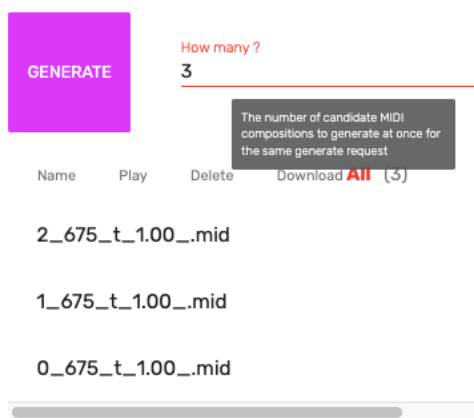 How many ?
GENERATE
3
The number of candidate MIDI
compositions to generate at once for
the same generate request
Name Play Delete Download All (3)
2_675_t_1.00_.mid
1_675_t_1.00_.mid
0_675_t_1.00_.mid